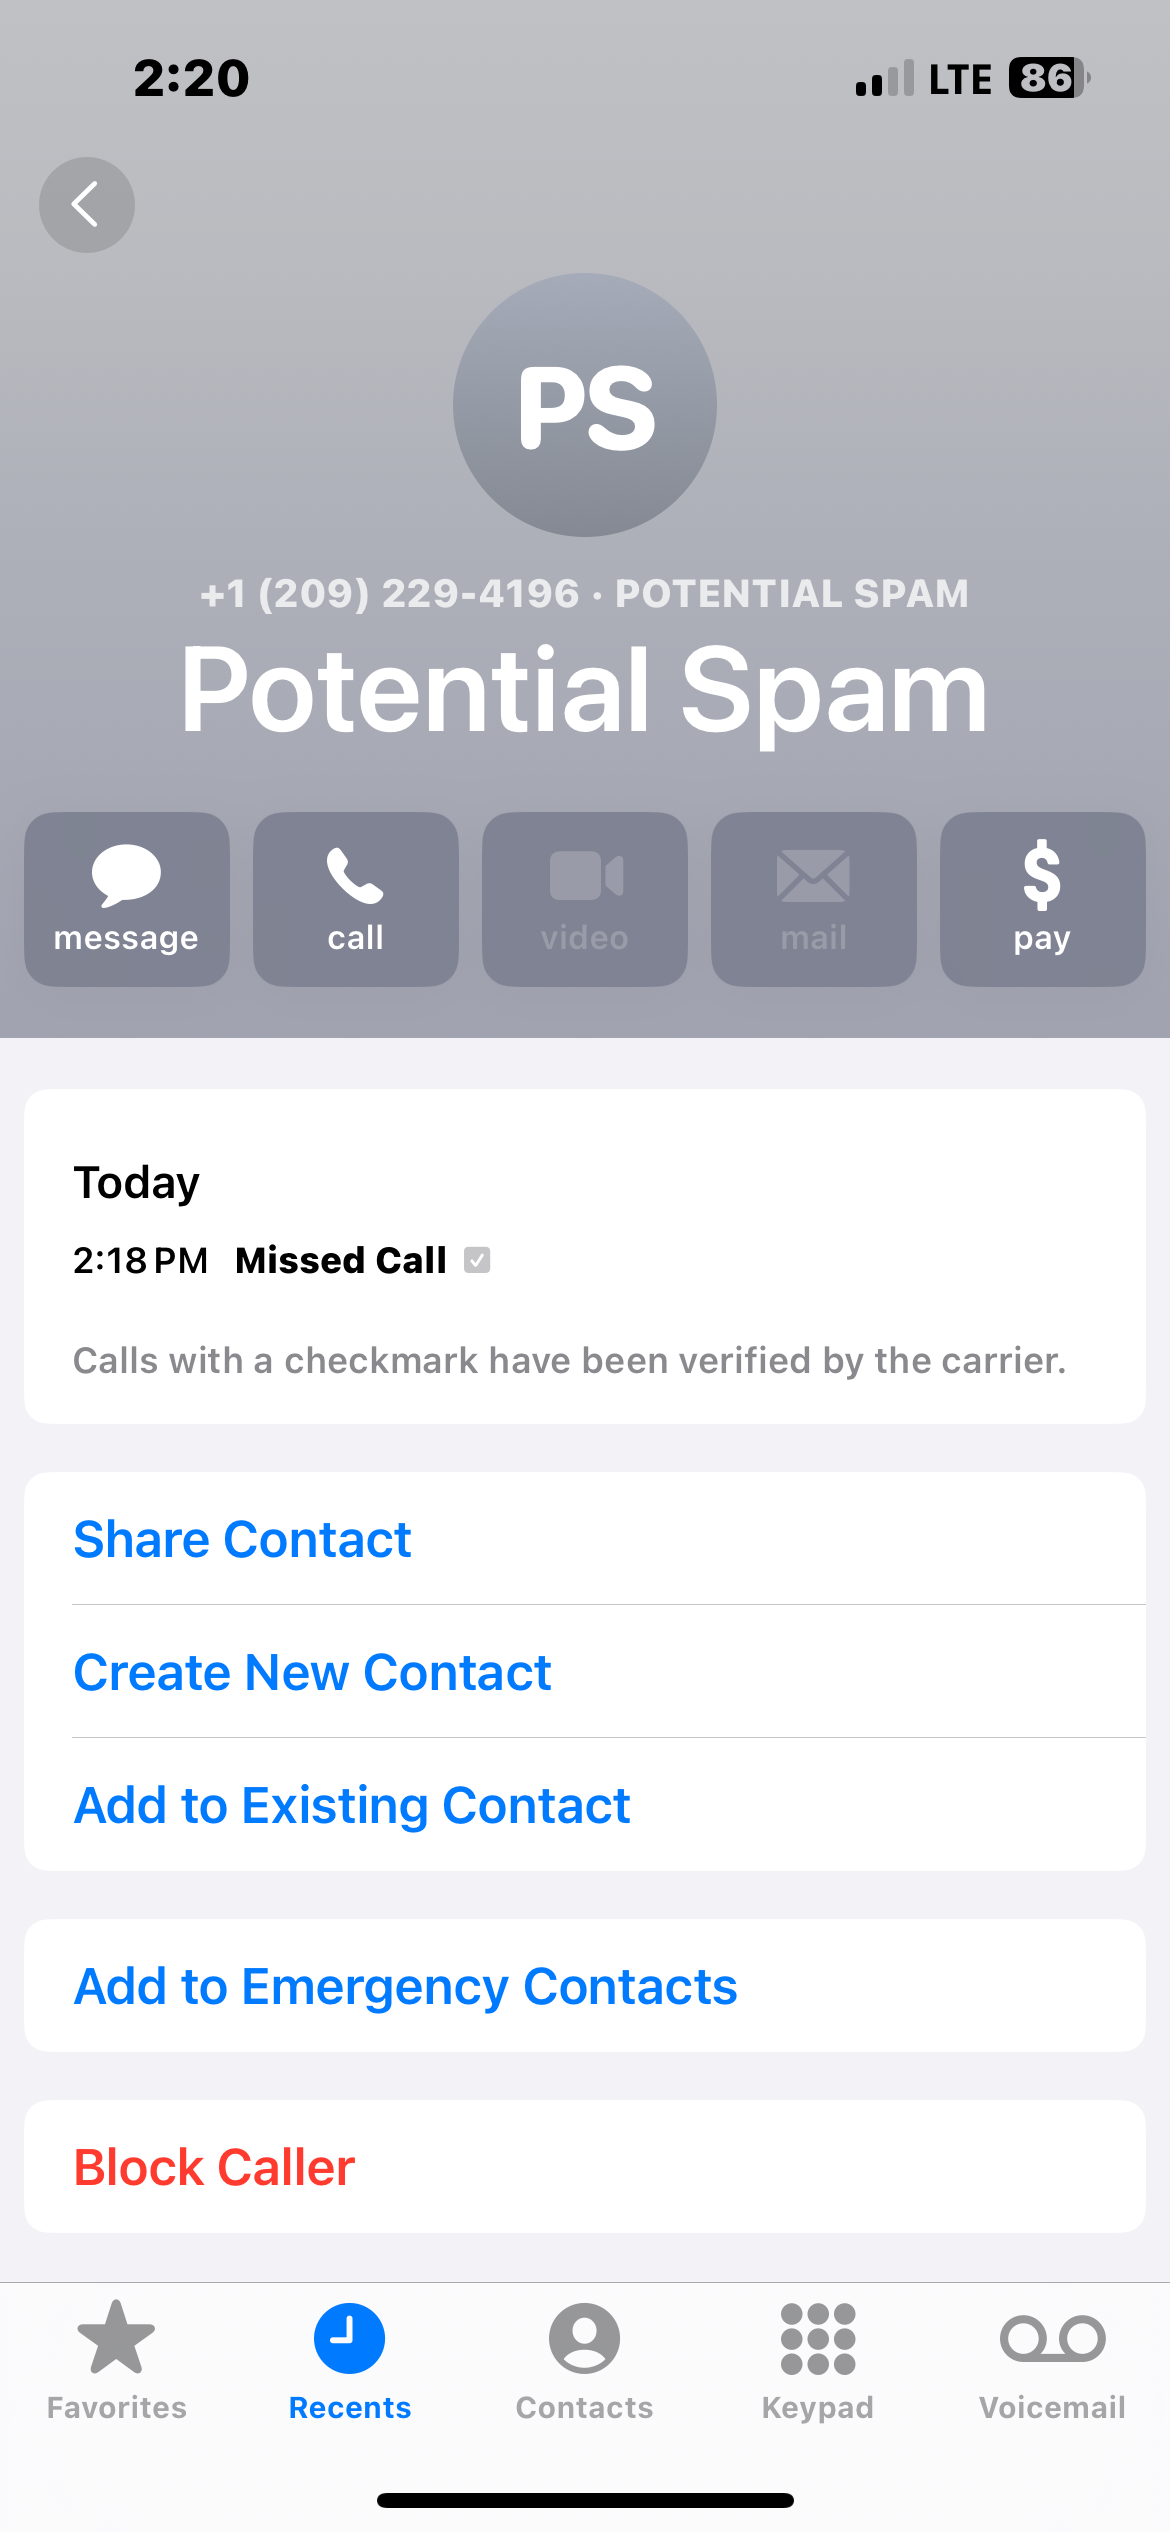 2:20 LTE 86
PS
+1 (209) 229-4196 · POTENTIAL SPAM
Potential Spam
message call video mail pay
Today
2:18 PM Missed Call
Calls with a checkmark have been verified by the carrier.
Share Contact
Create New Contact
Add to Existing Contact
Add to Emergency Contacts
Block Caller
Favorites Recents Contacts Keypad Voicemail